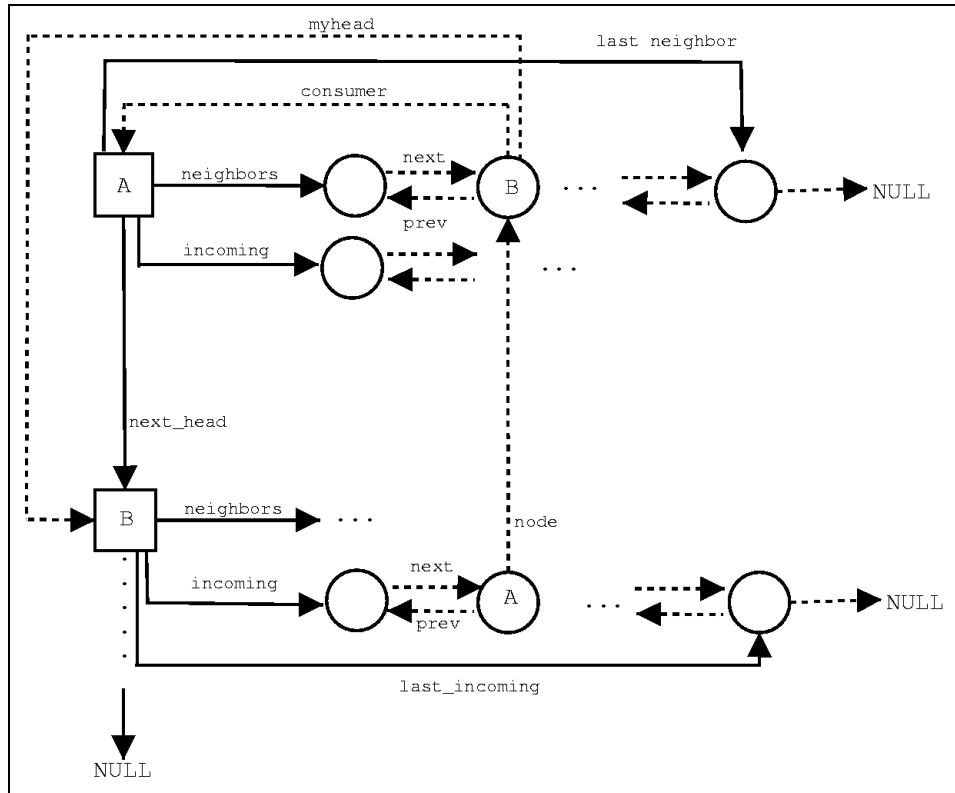 myhead
last neighbor
consumer
A
neighbors
next
B
...
NULL
prev
incoming
...
next_head
B
neighbors
...
node
incoming
next
A
...
NULL
prev
last_incoming
NULL